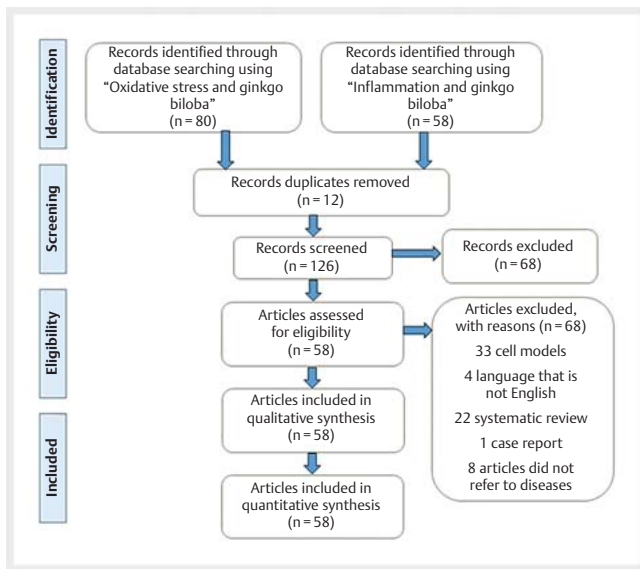 Identification
Records identified through
database searching using
“Oxidative stress and ginkgo
biloba”
(n = 80)
Records identified through
database searching using
“Inflammation and ginkgo
biloba”
(n = 58)
Screening
Records duplicates removed
(n = 12)
Records screened
(n = 126)
Records excluded
(n = 68)
Eligibility
Articles assessed
for eligibility
(n = 58)
Articles excluded,
with reasons (n = 68)
33 cell models
4 language that is
not English
22 systematic review
1 case report
8 articles did not
refer to diseases
Included
Articles included in
qualitative synthesis
(n = 58)
Articles included in
quantitative synthesis
(n = 58)